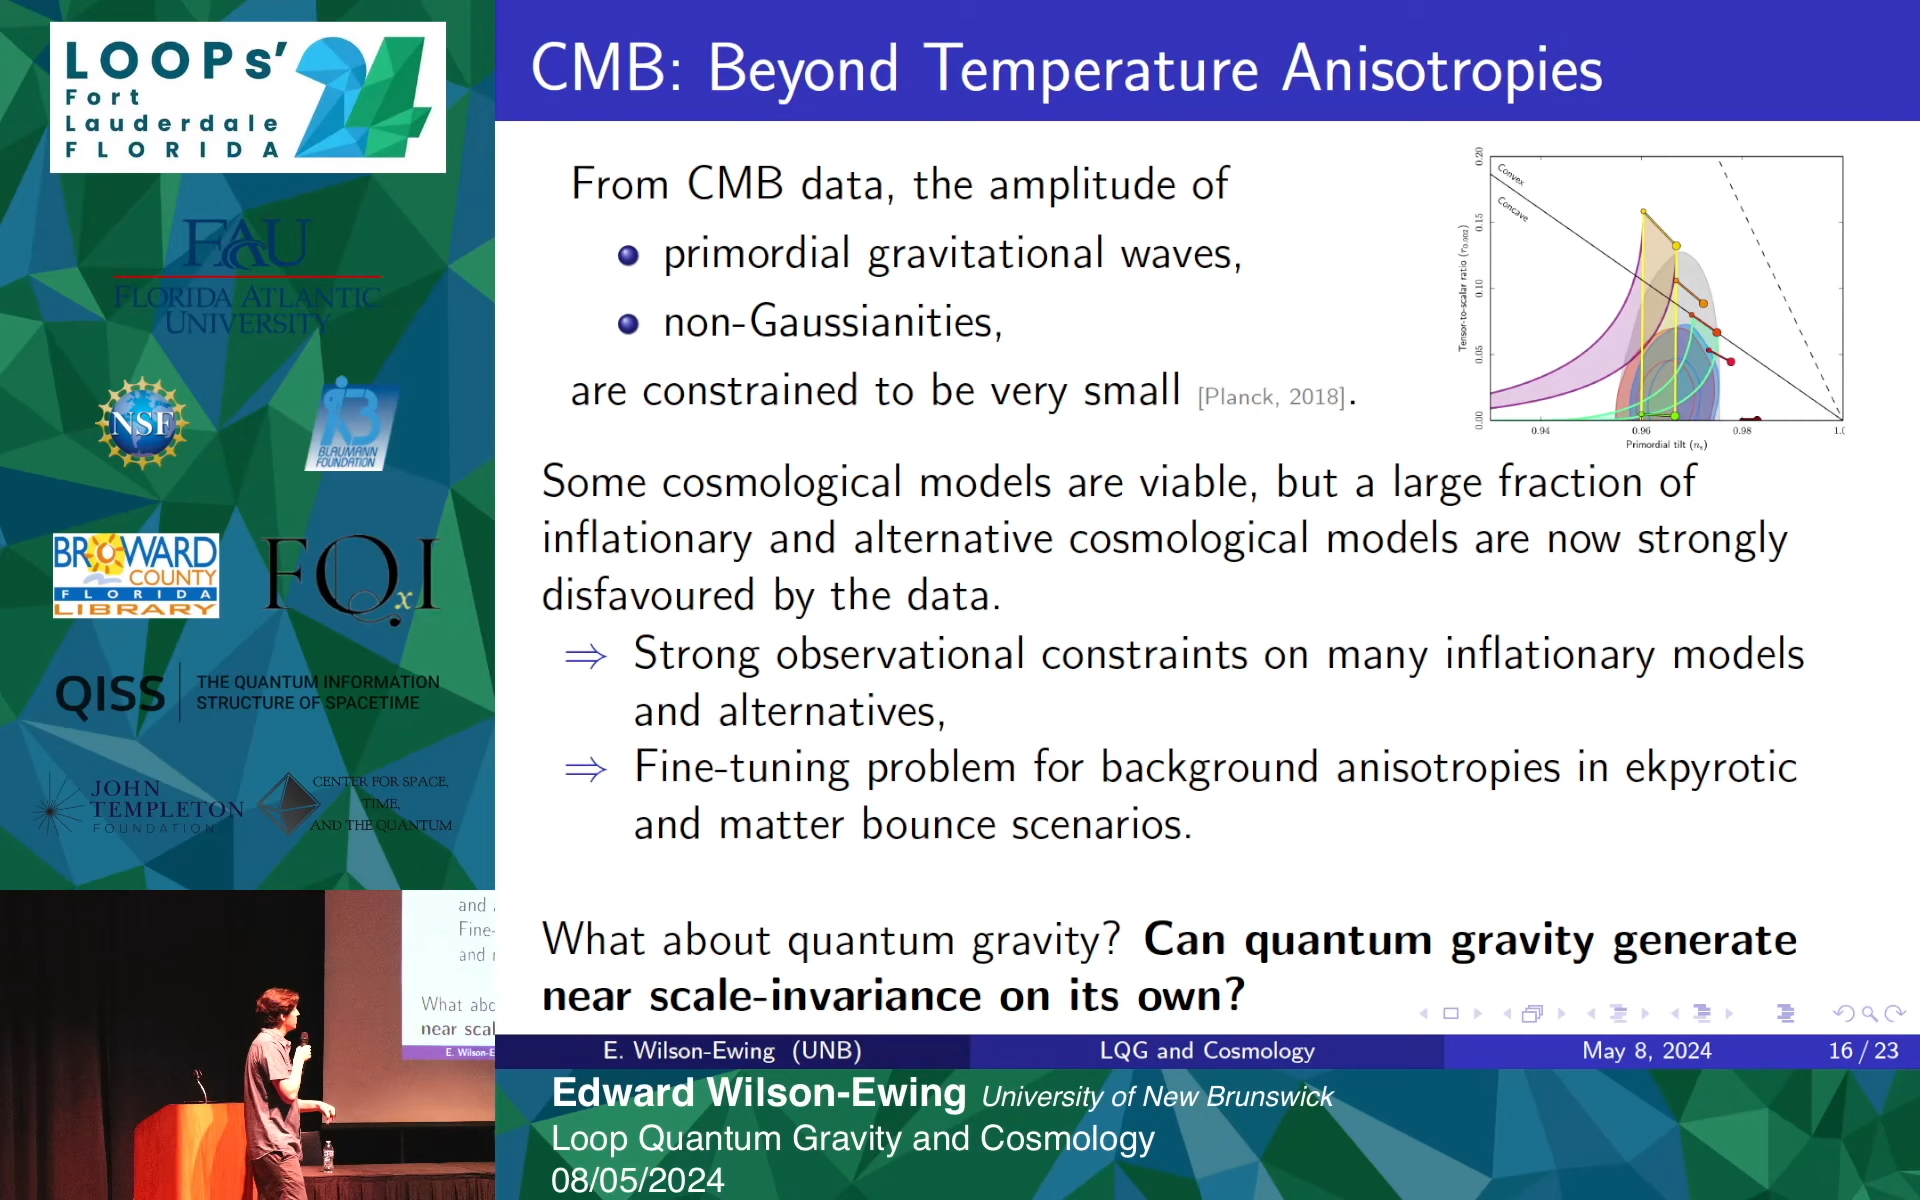 LOOPs' 24
Fort
Lauderdale
FLORIDA
FAU
FLORIDA ATLANTIC
UNIVERSITY
NSF
BLAUMANN
FOUNDATION
BROWARD
COUNTY
FLORIDA
LIBRARY
FQxI
QISS
THE QUANTUM INFORMATION
STRUCTURE OF SPACETIME
JOHN
TEMPLETON
FOUNDATION
CENTER FOR SPACE,
TIME,
AND THE QUANTUM
CMB: Beyond Temperature Anisotropies
From CMB data, the amplitude of
primordial gravitational waves,
non-Gaussianities,
are constrained to be very small [Planck, 2018].
Convex
Concave
Tensor-to-scalar ratio (r0.002)
0.20
0.15
0.10
0.05
0.00
0.94 0.96 0.98 1.0
Primordial tilt (ns)
Some cosmological models are viable, but a large fraction of
inflationary and alternative cosmological models are now strongly
disfavoured by the data.
⇒ Strong observational constraints on many inflationary models
and alternatives,
⇒ Fine-tuning problem for background anisotropies in ekpyrotic
and matter bounce scenarios.
What about quantum gravity? Can quantum gravity generate
near scale-invariance on its own?
E. Wilson-Ewing (UNB) LQG and Cosmology May 8, 2024 16 / 23
and
Fine-
and
What abo
near scal
E. Wilson-E
Edward Wilson-Ewing University of New Brunswick
Loop Quantum Gravity and Cosmology
08/05/2024